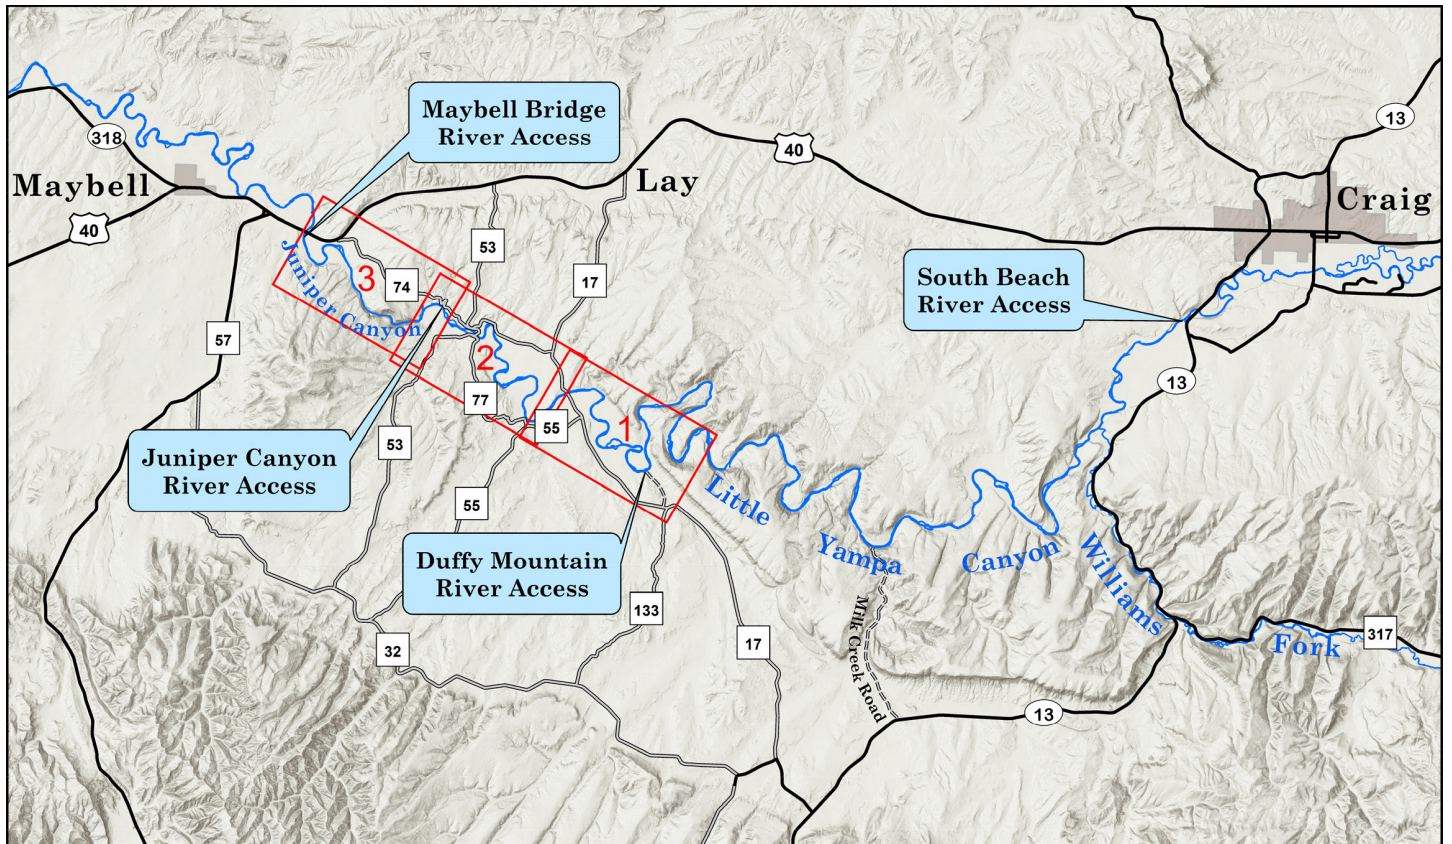 Maybell Bridge
River Access
13
318
40
Lay
Maybell
Craig
40
53
Juniper Canyon
3
74
17
South Beach
River Access
57
2
13
77
55
1
53
Juniper Canyon
River Access
Little
Yampa
Canyon
Williams
Fork
55
Duffy Mountain
River Access
133
Milk Creek Road
17
32
317
13